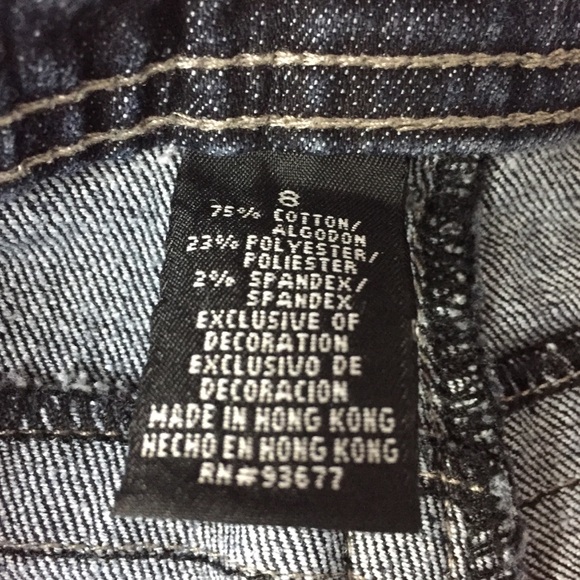 8
75% COTTON/
ALGODON
23% POLYESTER/
POLIESTER
2% SPANDEX/
SPANDEX
EXCLUSIVE OF
DECORATION
EXCLUSIVO DE
DECORACION
MADE IN HONG KONG
HECHO EN HONG KONG
RN#93677